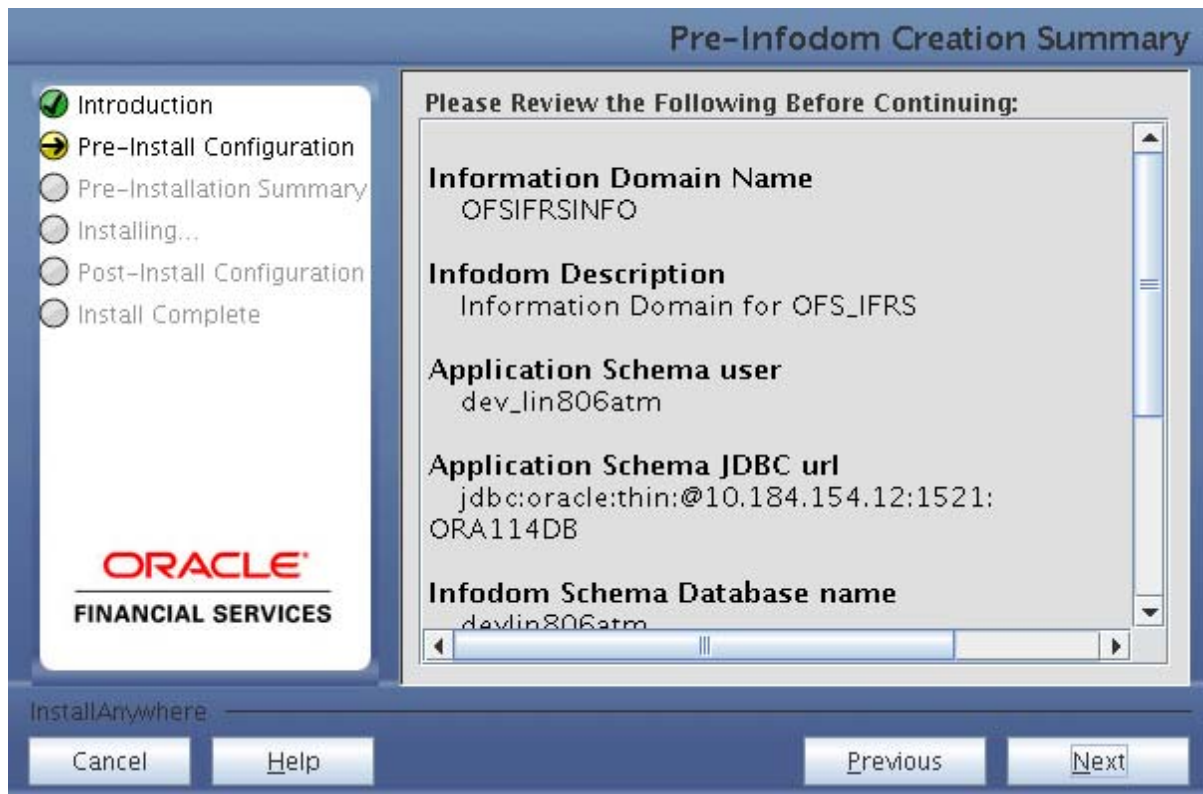 Pre-Infodom Creation Summary
Introduction
Pre-Install Configuration
Pre-Installation Summary
Installing...
Post-Install Configuration
Install Complete
ORACLE
FINANCIAL SERVICES
Please Review the Following Before Continuing:
Information Domain Name
OFSIFRSINFO
Infodom Description
Information Domain for OFS_IFRS
Application Schema user
dev_lin806atm
Application Schema JDBC url
jdbc:oracle:thin:@10.184.154.12:1521:
ORA114DB
Infodom Schema Database name
devlin806atm
InstallAnywhere
Cancel
Help
Previous
Next